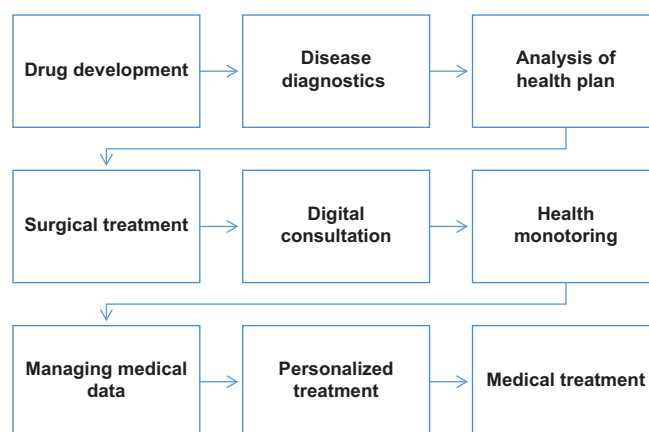 Drug development
Disease
diagnostics
Analysis of
health plan
Surgical treatment
Digital
consultation
Health
monotoring
Managing medical
data
Personalized
treatment
Medical treatment